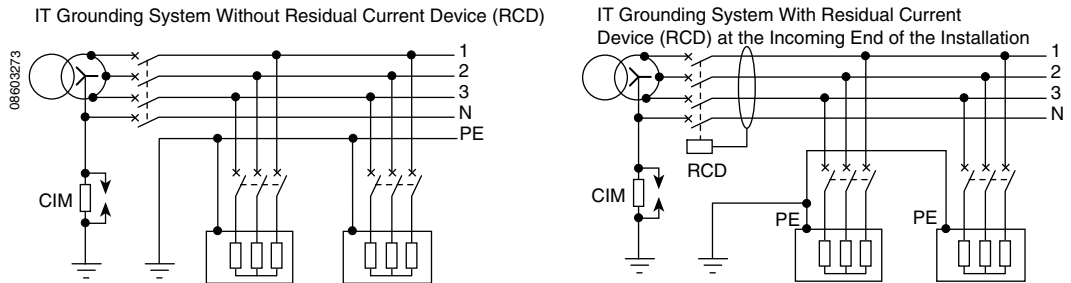 IT Grounding System Without Residual Current Device (RCD)
08603273
1
2
3
N
PE
CIM
IT Grounding System With Residual Current
Device (RCD) at the Incoming End of the Installation
1
2
3
N
RCD
CIM
PE
PE